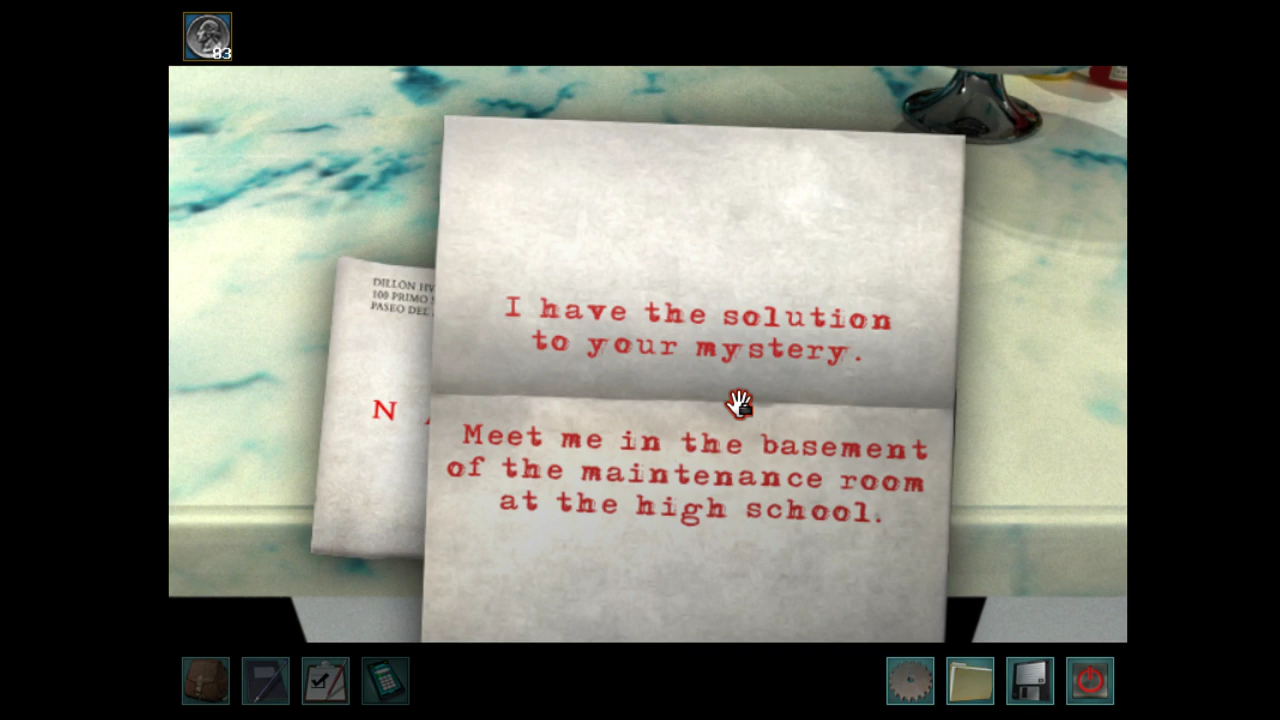 83
DILLON
100 PRIMO
PASEO DEL
N
I have the solution
to your mystery.
Meet me in the basement
of the maintenance room
at the high school.